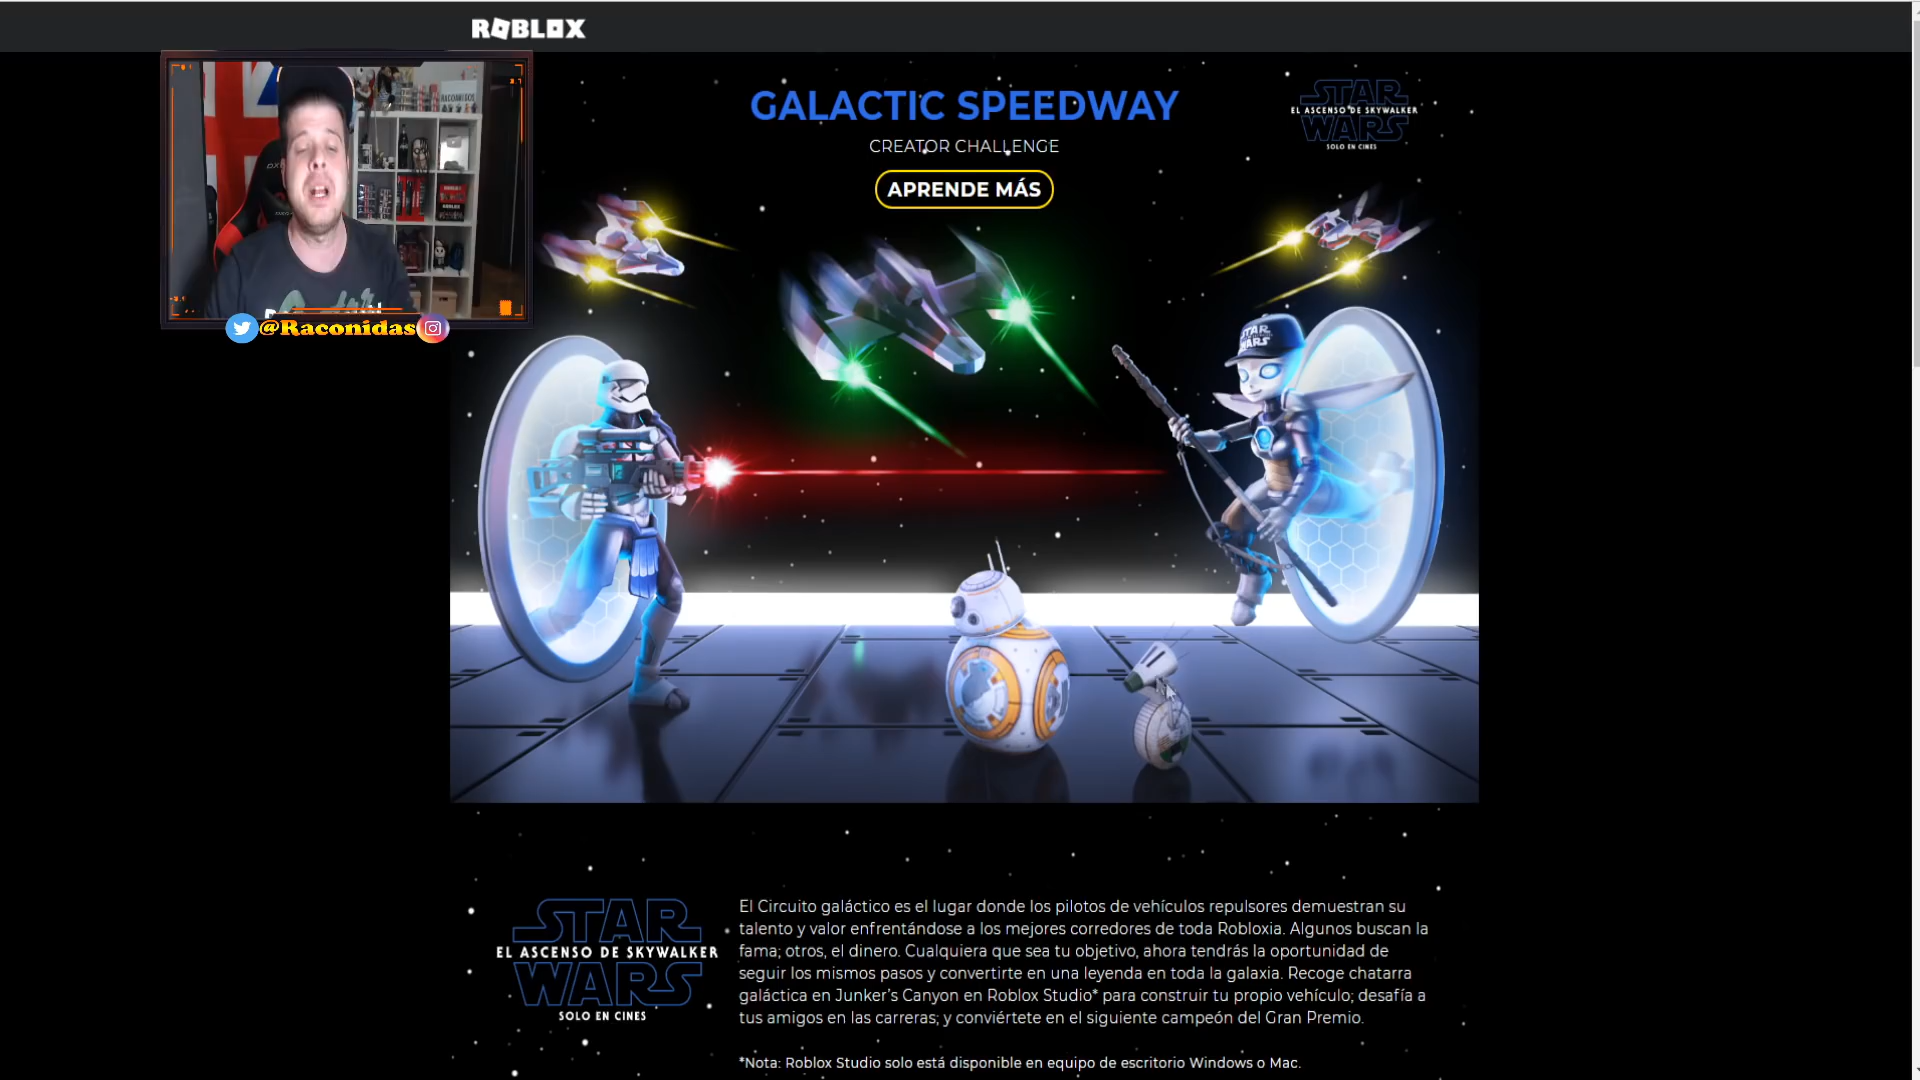 ROBLOX
RACONIDAS
@Raconidas
GALACTIC SPEEDWAY
CREATOR CHALLENGE
APRENDE MÁS
STAR
EL ASCENSO DE SKYWALKER
WARS
SOLO EN CINES
STAR
WARS
STAR
EL ASCENSO DE SKYWALKER
WARS
SOLO EN CINES
El Circuito galáctico es el lugar donde los pilotos de vehículos repulsores demuestran su
talento y valor enfrentándose a los mejores corredores de toda Robloxia. Algunos buscan la
fama; otros, el dinero. Cualquiera que sea tu objetivo, ahora tendrás la oportunidad de
seguir los mismos pasos y convertirte en una leyenda en toda la galaxia. Recoge chatarra
galáctica en Junker’s Canyon en Roblox Studio* para construir tu propio vehículo; desafía a
tus amigos en las carreras; y conviértete en el siguiente campeón del Gran Premio.
*Nota: Roblox Studio solo está disponible en equipo de escritorio Windows o Mac.